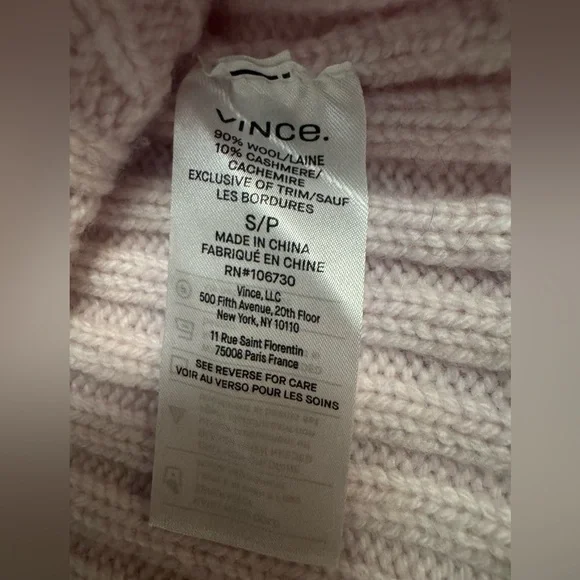 VINCE.
90% WOOL/LAINE
10% CASHMERE/
CACHEMIRE
EXCLUSIVE OF TRIM/SAUF
LES BORDURES
S/P
MADE IN CHINA
FABRIQUÉ EN CHINE
RN#106730
Vince, LLC
500 Fifth Avenue, 20th Floor
New York, NY 10110
11 Rue Saint Florentin
75008 Paris France
SEE REVERSE FOR CARE
VOIR AU VERSO POUR LES SOINS